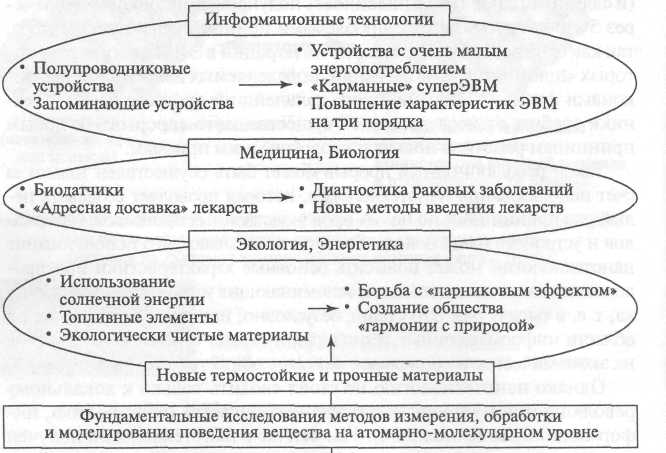 Информационные технологии
• Полупроводниковые
устройства
• Запоминающие устройства
• Устройства с очень малым
энергопотреблением
• «Карманные» суперЭВМ
• Повышение характеристик ЭВМ
на три порядка
Медицина, Биология
• Биодатчики
• «Адресная доставка»
• Диагностика раковых заболеваний
• Новые методы введения лекарств
Экология, Энергетика
• Использование
солнечной энергии
• Топливные элементы
• Экологически чистые материалы
• Борьба с «парниковым эффектом»
• Создание общества
«гармонии с природой»
Новые термостойкие и прочные материалы
Фундаментальные исследования методов измерения, обработки
и моделирования поведения вещества на атомарно-молекулярном уровне